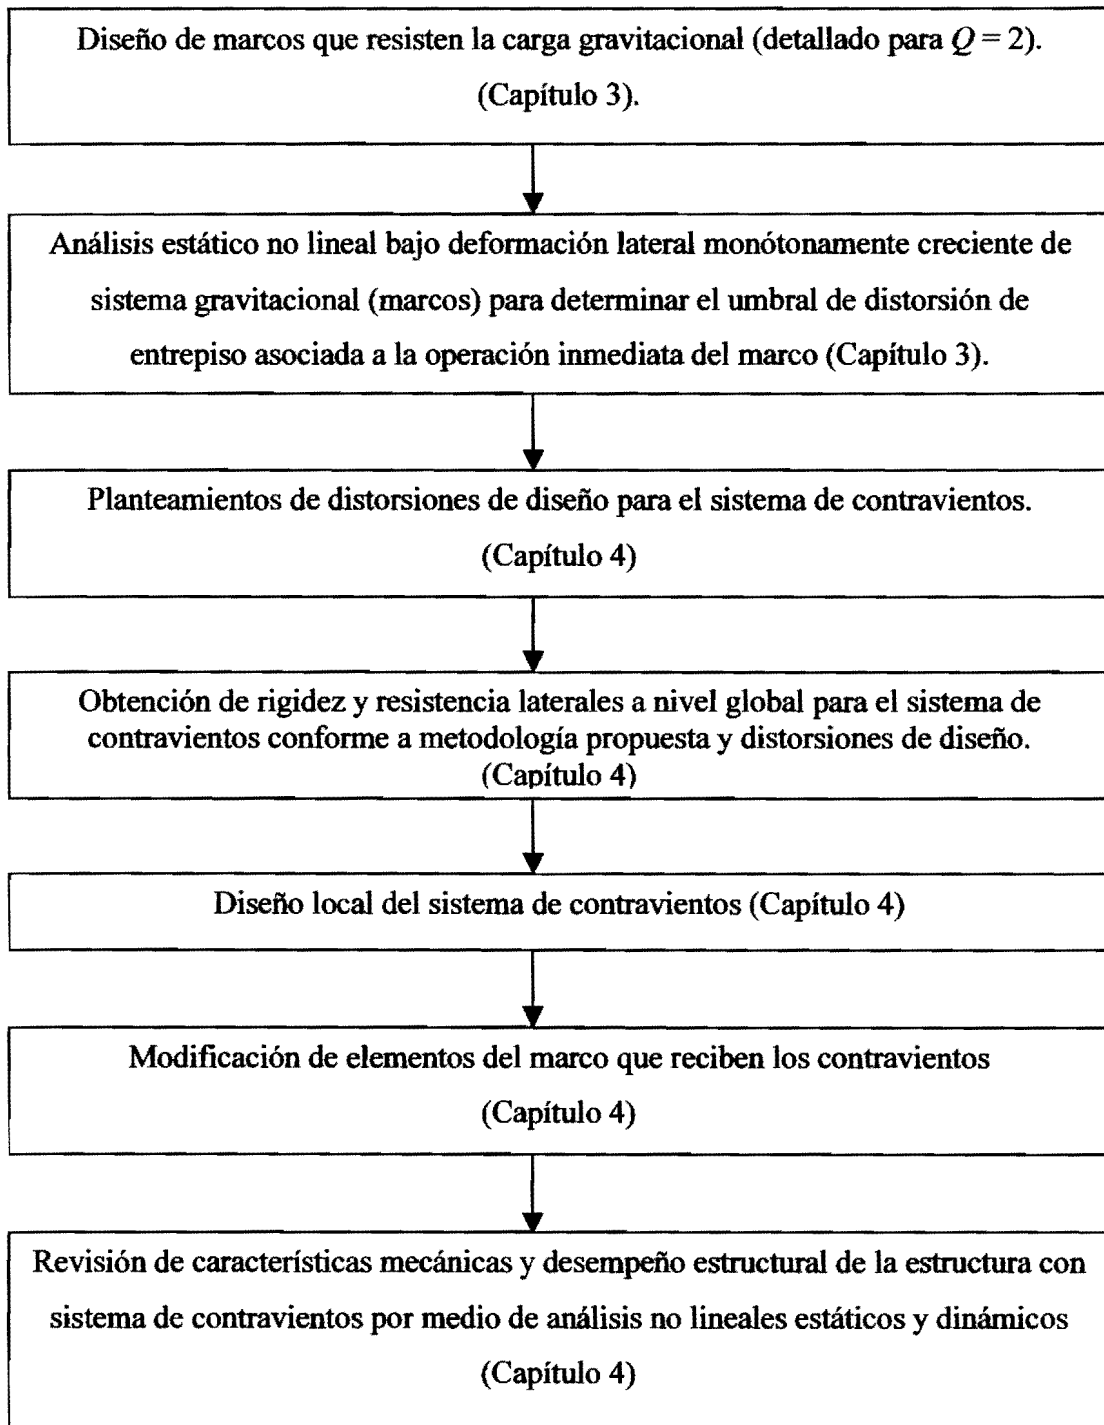 Diseño de marcos que resisten la carga gravitacional (detallado para Q = 2).
(Capítulo 3).
Análisis estático no lineal bajo deformación lateral monótonamente creciente de
sistema gravitacional (marcos) para determinar el umbral de distorsión de
entrepiso asociada a la operación inmediata del marco (Capítulo 3).
Planteamientos de distorsiones de diseño para el sistema de contravientos.
(Capítulo 4)
Obtención de rigidez y resistencia laterales a nivel global para el sistema de
contravientos conforme a metodología propuesta y distorsiones de diseño.
(Capítulo 4)
Diseño local del sistema de contravientos (Capítulo 4)
Modificación de elementos del marco que reciben los contravientos
(Capítulo 4)
Revisión de características mecánicas y desempeño estructural de la estructura con
sistema de contravientos por medio de análisis no lineales estáticos y dinámicos
(Capítulo 4)